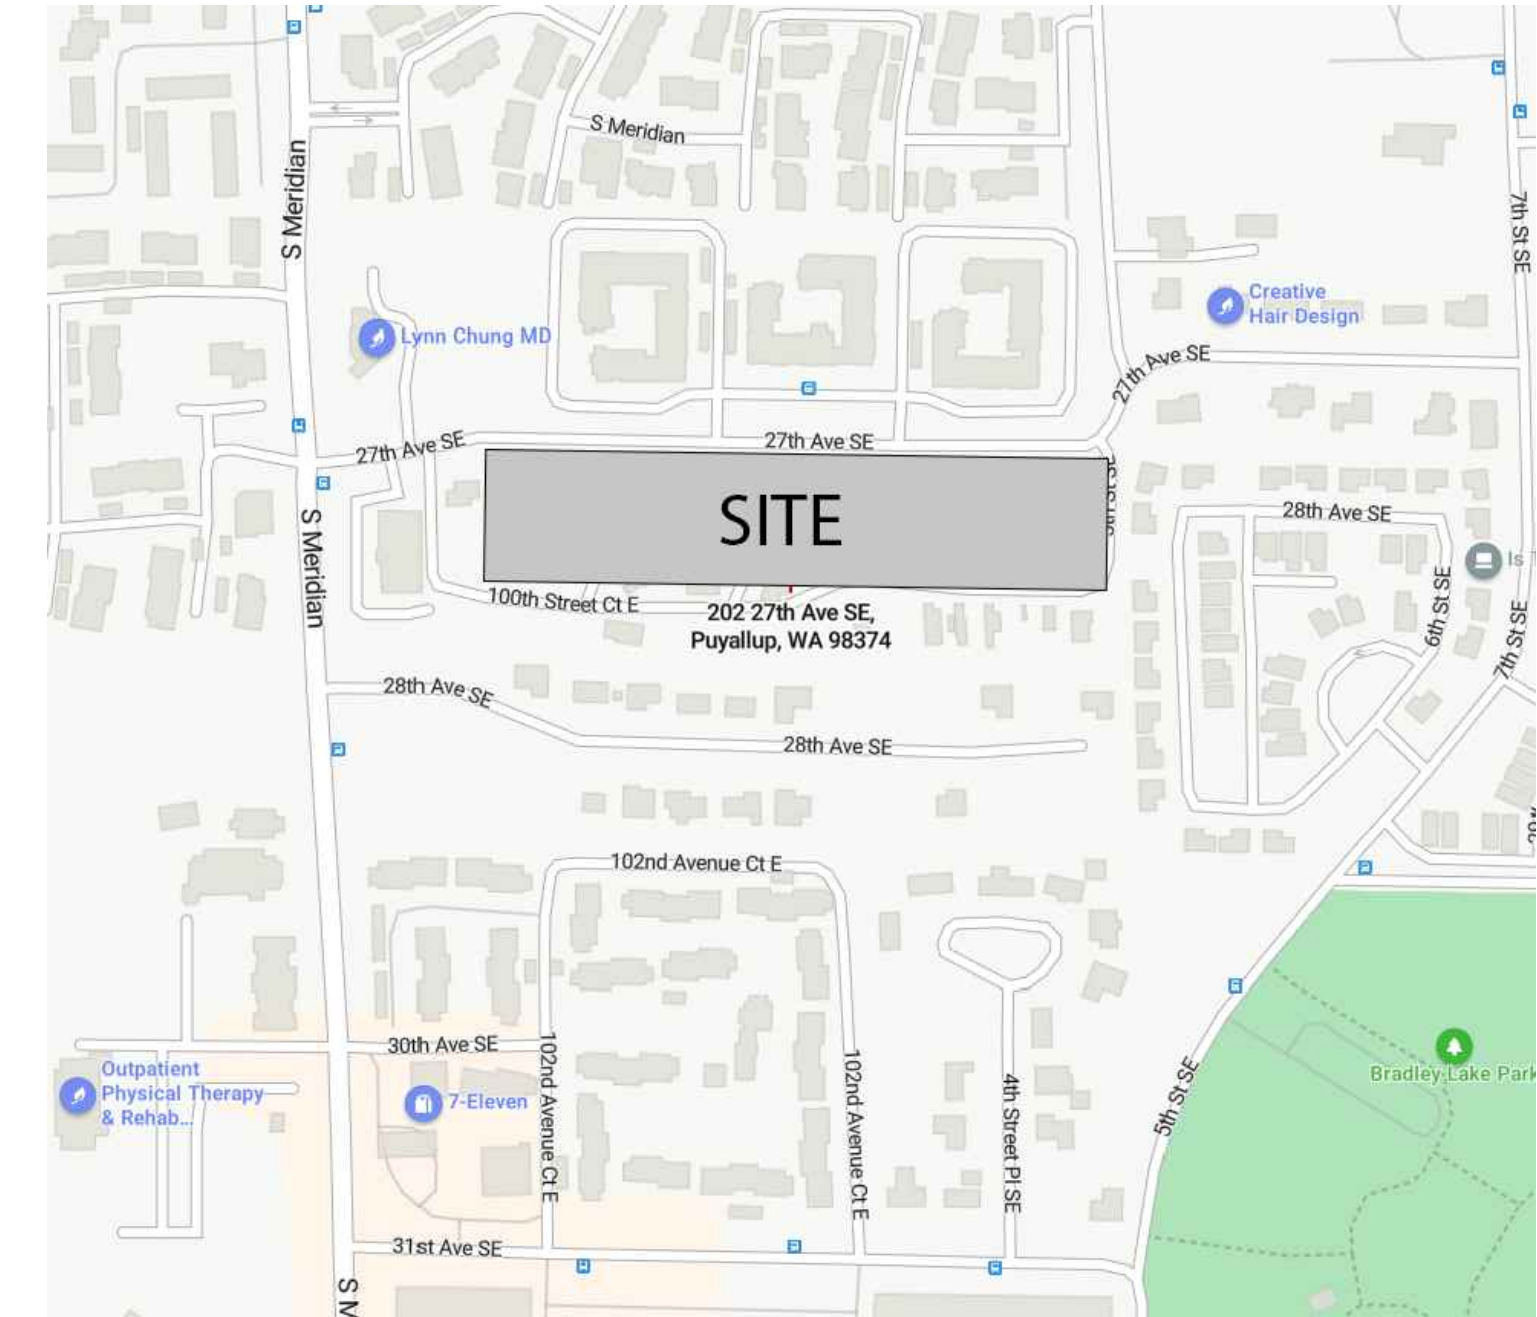 S Meridian
S Meridian
7th St SE
Creative
Hair Design
Lynn Chung MD
27th Ave SE
27th Ave SE
27th Ave SE
SITE
28th Ave SE
S Meridian
Is
100th Street Ct E
202 27th Ave SE,
Puyallup, WA 98374
6th St SE
7th St SE
28th Ave SE
28th Ave SE
102nd Avenue Ct E
30th Ave SE
102nd Avenue Ct E
102nd Avenue Ct E
4th Street Pl SE
5th St SE
Bradley Lake Park
Outpatient
Physical Therapy
& Rehab...
7-Eleven
31st Ave SE
S M